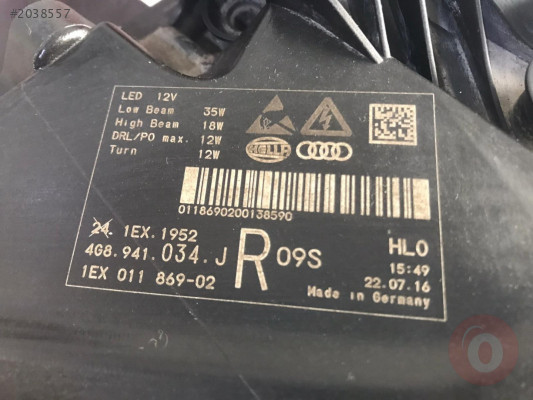 #2038557
LED 12V
Low Beam 35W
High Beam 18W
DRL/PO max. 12W
Turn 12W
HELLA
0118690200138590
24. 1EX.1952
4G8.941.034.J R 09S HL0
1EX 011 869-02 15:49
22.07.16
Made in Germany